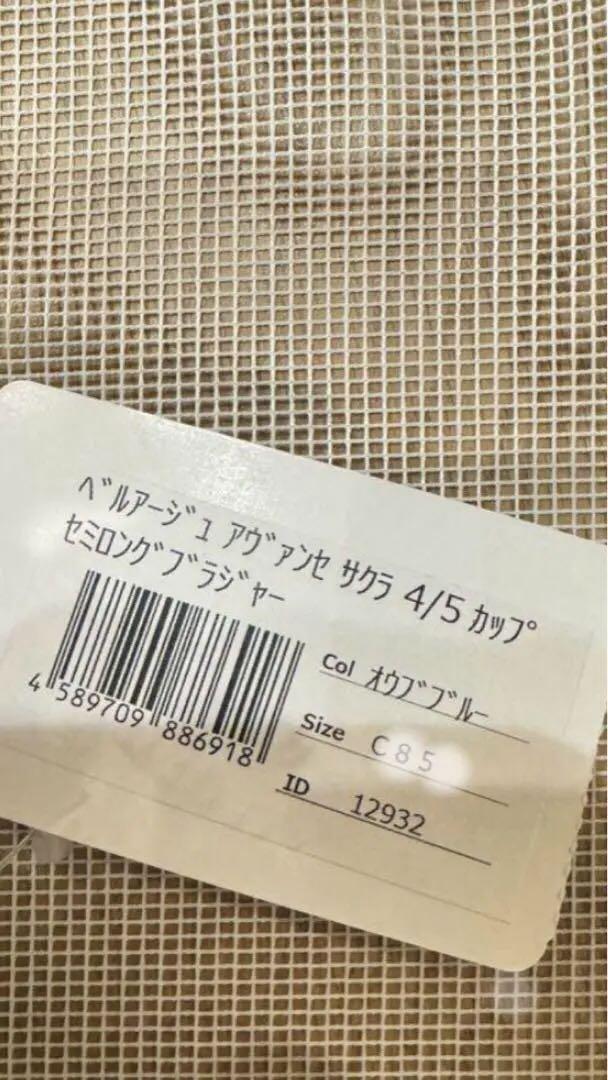 ﾍﾞﾙｱｰｼﾞｭ ｱｳﾞｧﾝｾ ｻｸﾗ 4/5 ｶｯﾌﾟ
ｾﾐﾛﾝｸﾞﾌﾞﾗｼﾞｬｰ
Col ｵｳﾌﾞﾌﾞﾙｰ
Size C85
ID 12932
4 589709 886918